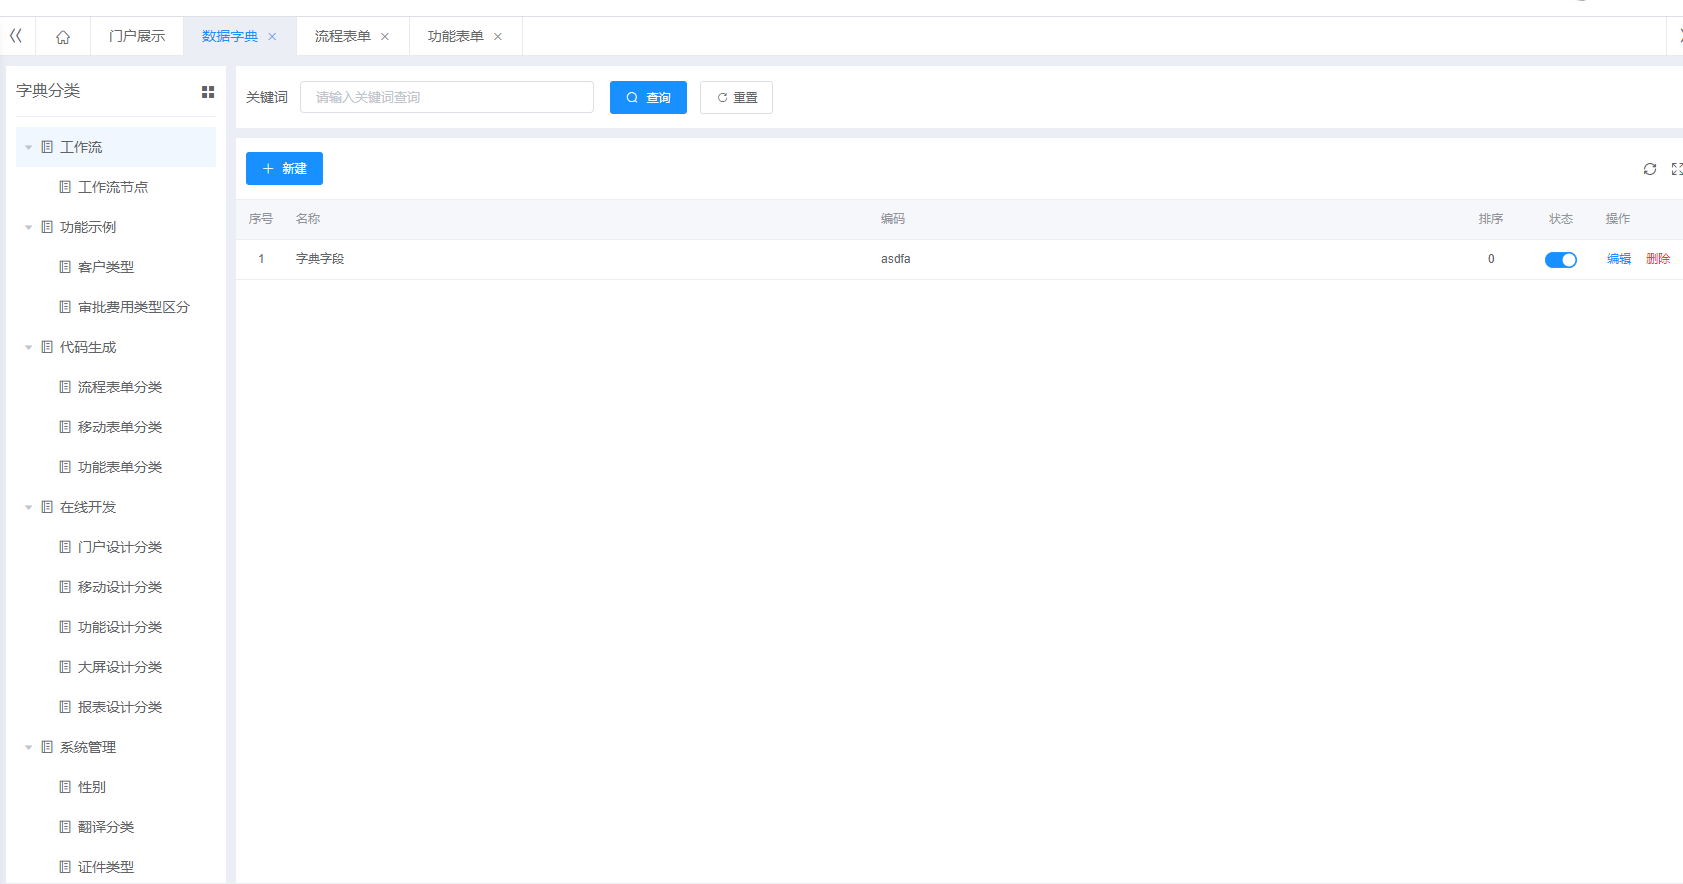 门户展示 数据字典 流程表单 功能表单
字典分类
工作流
工作流节点
功能示例
客户类型
审批费用类型区分
代码生成
流程表单分类
移动表单分类
功能表单分类
在线开发
门户设计分类
移动设计分类
功能设计分类
大屏设计分类
报表设计分类
系统管理
性别
翻译分类
证件类型
关键词 请输入关键词查询 查询 重置
新建
序号 名称 编码 排序 状态 操作
1 字典字段 asdfa 0 编辑 删除